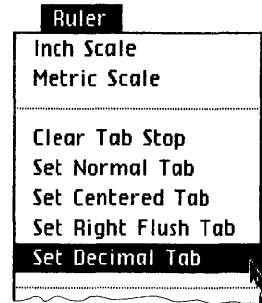 Ruler
Inch Scale
Metric Scale
Clear Tab Stop
Set Normal Tab
Set Centered Tab
Set Right Flush Tab
Set Decimal Tab